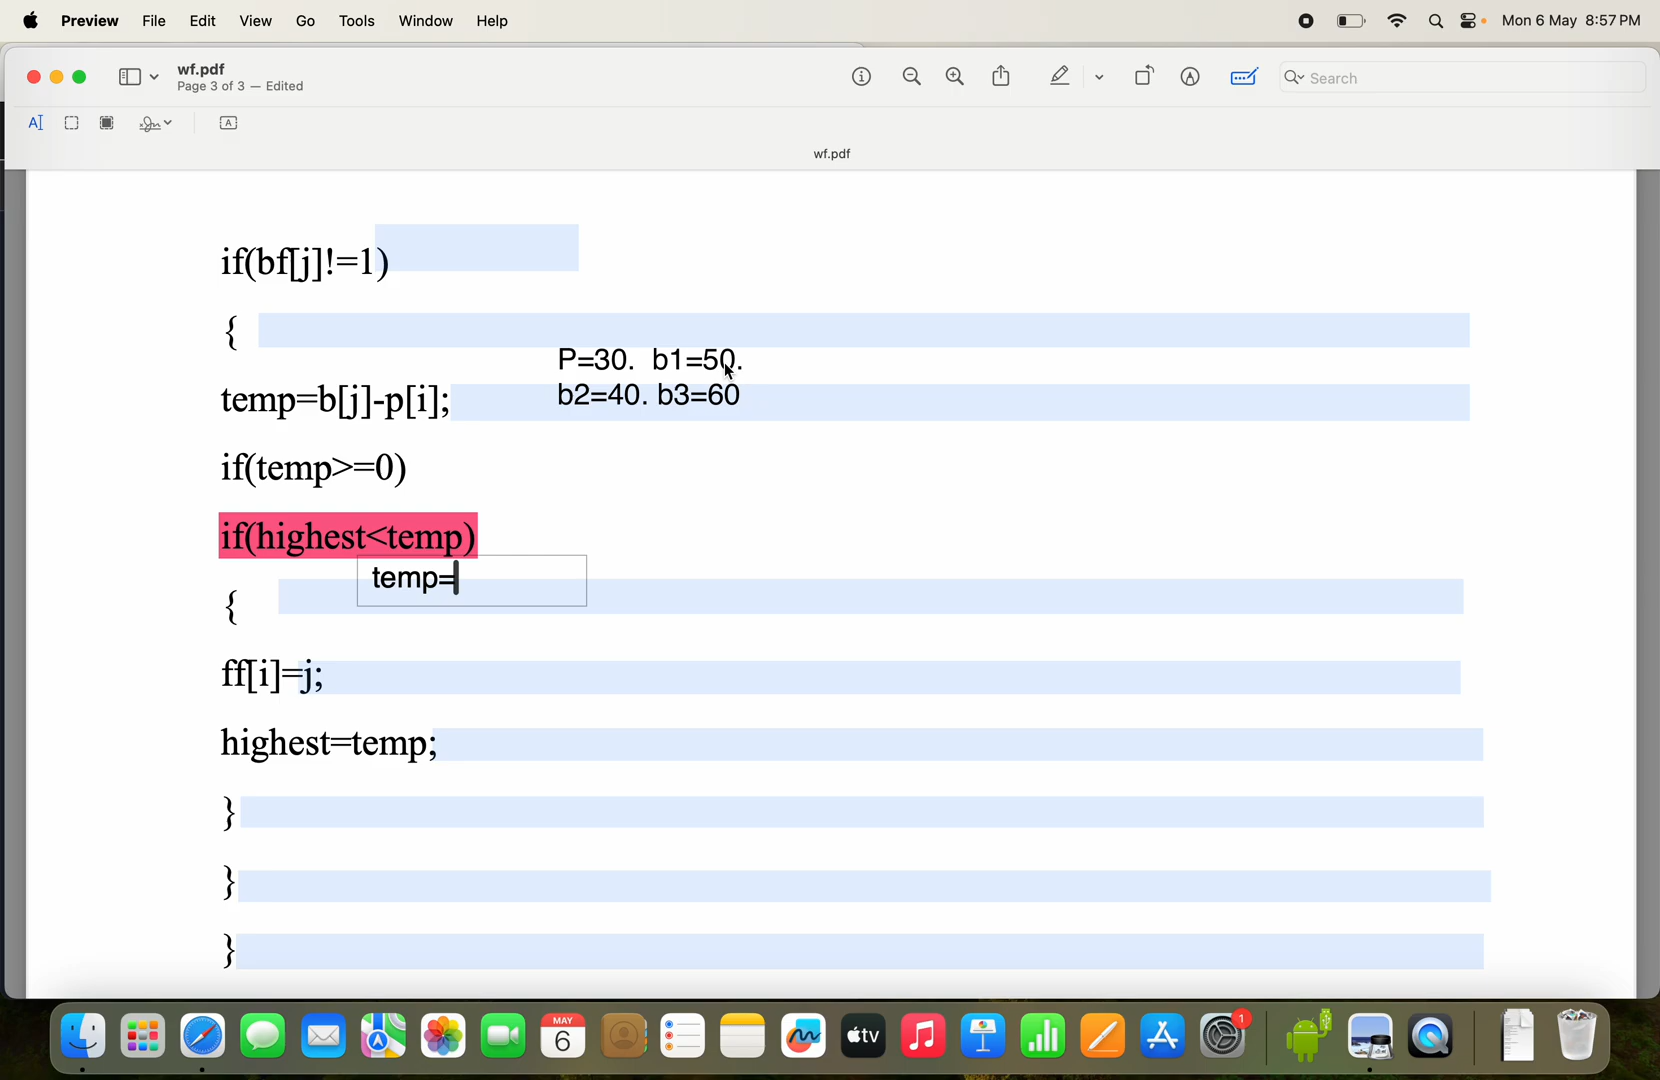 Preview File Edit View Go Tools Window Help Mon 6 May 8:57 PM
wf.pdf
Page 3 of 3 — Edited
Search
wf.pdf
if(bf[j]!=1)
{
P=30. b1=50.
b2=40. b3=60
temp=b[j]-p[i];
if(temp>=0)
if(highest<temp)
temp=
{
ff[i]=j;
highest=temp;
}
}
}
MAY
6
tv
1